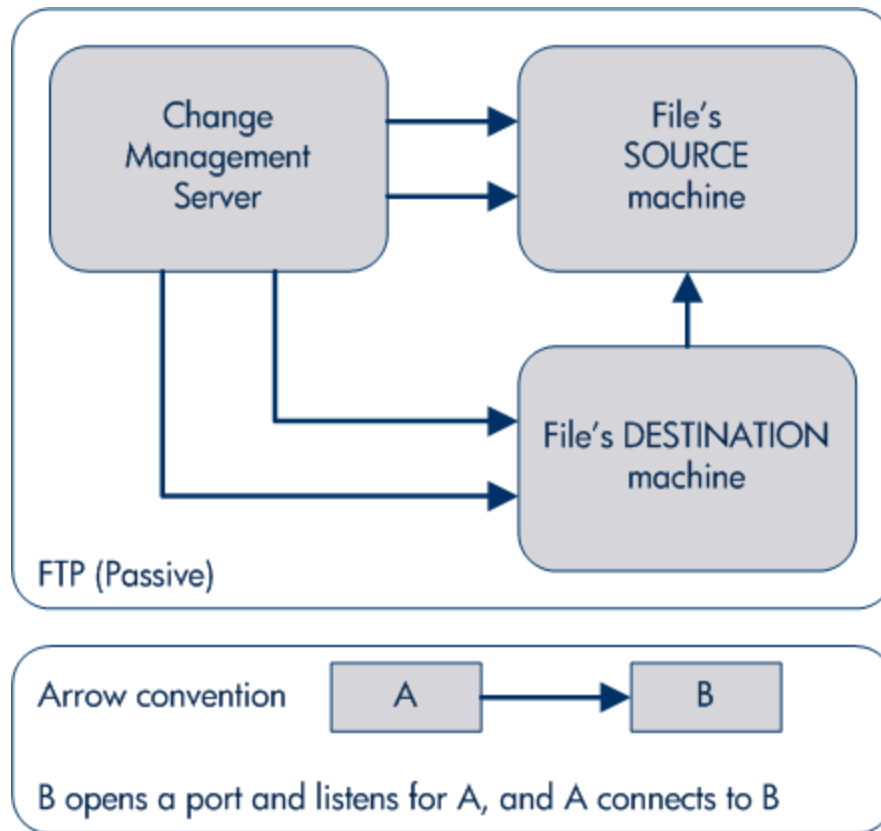 Change
Management
Server
File's
SOURCE
machine
File's DESTINATION
machine
FTP (Passive)
Arrow convention
A
B
B opens a port and listens for A, and A connects to B